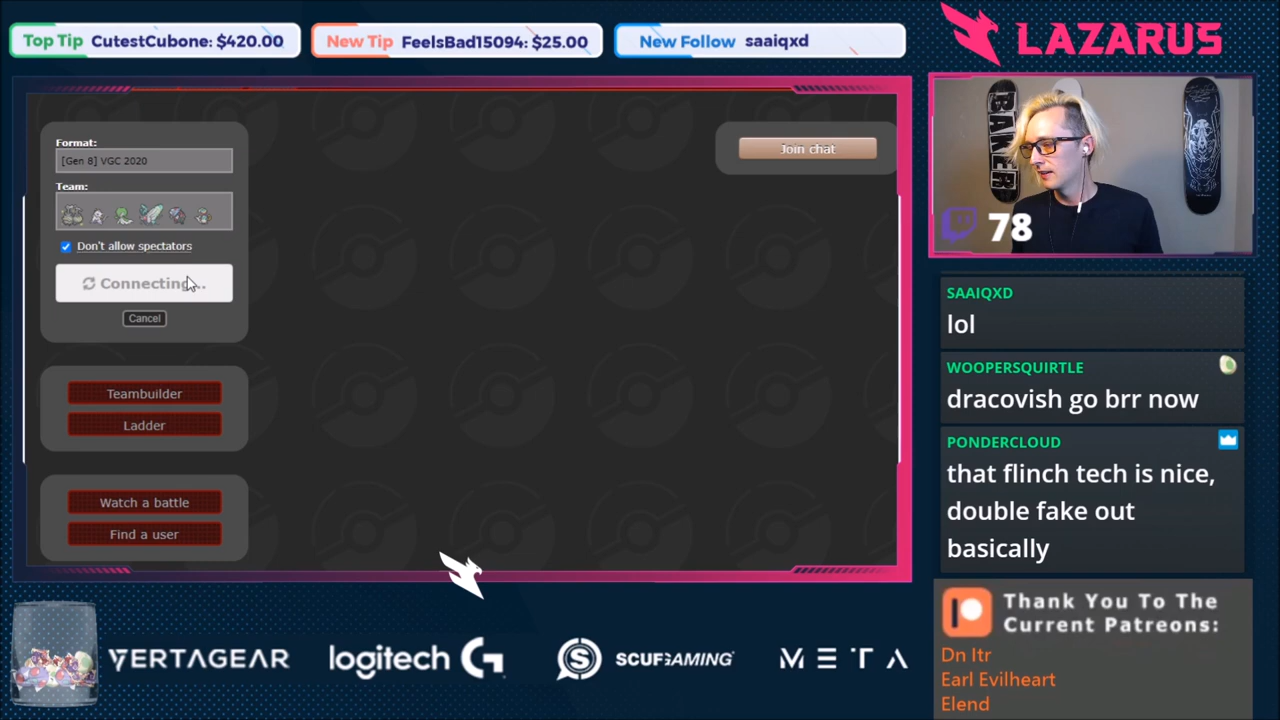 Top Tip CutestCubone: $420.00
New Tip FeelsBad15094: $25.00
New Follow saaiqxd
LAZARUS
Format:
[Gen 8] VGC 2020
Team:
Don't allow spectators
Connecting...
Cancel
Teambuilder
Ladder
Watch a battle
Find a user
Join chat
BAKER
78
SAAIQXD
lol
WOOPERSQUIRTLE
dracovish go brr now
PONDERCLOUD
that flinch tech is nice,
double fake out
basically
Thank You To The
Current Patreons:
Dn Itr
Earl Evilheart
Elend
VERTAGEAR
logitech G
S SCUF GAMING
META